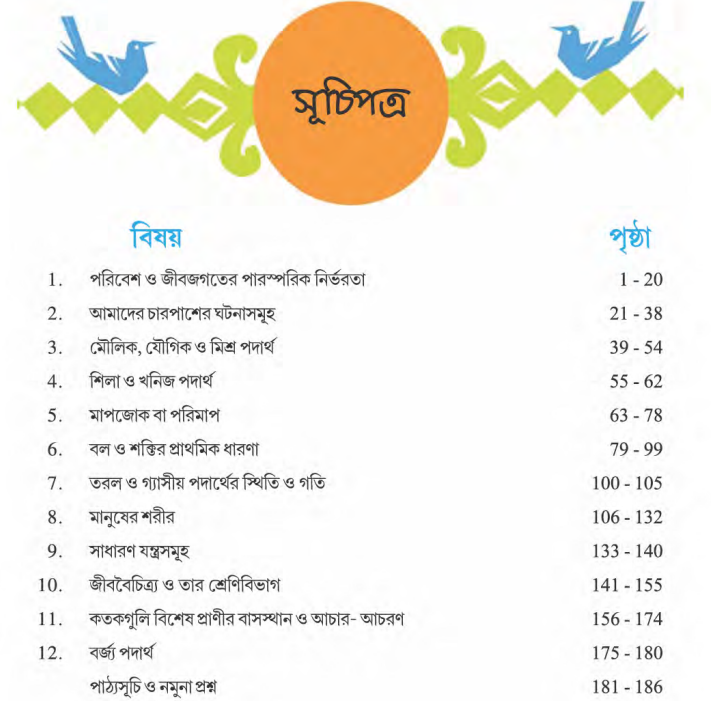 সূচিপত্র
বিষয় পৃষ্ঠা
1. পরিবেশ ও জীবজগতের পারস্পরিক নির্ভরতা 1 - 20
2. আমাদের চারপাশের ঘটনাসমূহ 21 - 38
3. মৌলিক, যৌগিক ও মিশ্র পদার্থ 39 - 54
4. শিলা ও খনিজ পদার্থ 55 - 62
5. মাপজোক বা পরিমাপ 63 - 78
6. বল ও শক্তির প্রাথমিক ধারণা 79 - 99
7. তরল ও গ্যাসীয় পদার্থের স্থিতি ও গতি 100 - 105
8. মানুষের শরীর 106 - 132
9. সাধারণ যন্ত্রসমূহ 133 - 140
10. জীববৈচিত্র্য ও তার শ্রেণিবিভাগ 141 - 155
11. কতকগুলি বিশেষ প্রাণীর বাসস্থান ও আচার- আচরণ 156 - 174
12. বর্জ্য পদার্থ 175 - 180
পাঠ্যসূচি ও নমুনা প্রশ্ন 181 - 186